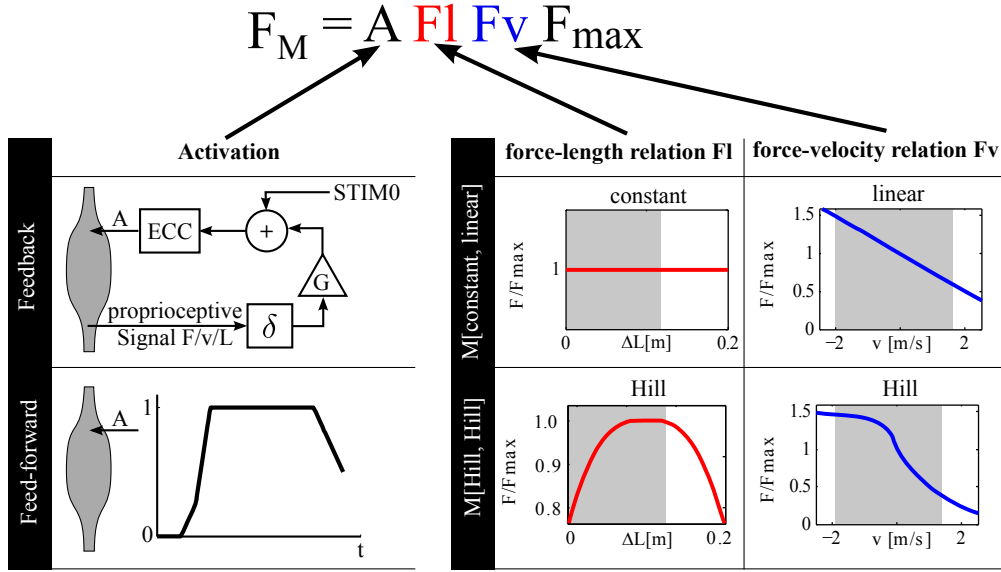 F_M = A Fl Fv F_max
Activation
force-length relation Fl
force-velocity relation Fv
Feedback
STIM0
A
ECC
+
G
proprioceptive
Signal F/v/L
δ
M[constant, linear]
constant
F/Fmax
1
0
ΔL[m]
0.2
linear
F/Fmax
1.5
1
0.5
0
−2
v [m/s]
2
Feed-forward
A
1
0
t
M[Hill, Hill]
Hill
F/Fmax
1.0
0.9
0.8
0
ΔL[m]
0.2
Hill
F/Fmax
1.5
1
0.5
0
−2
v [m/s]
2